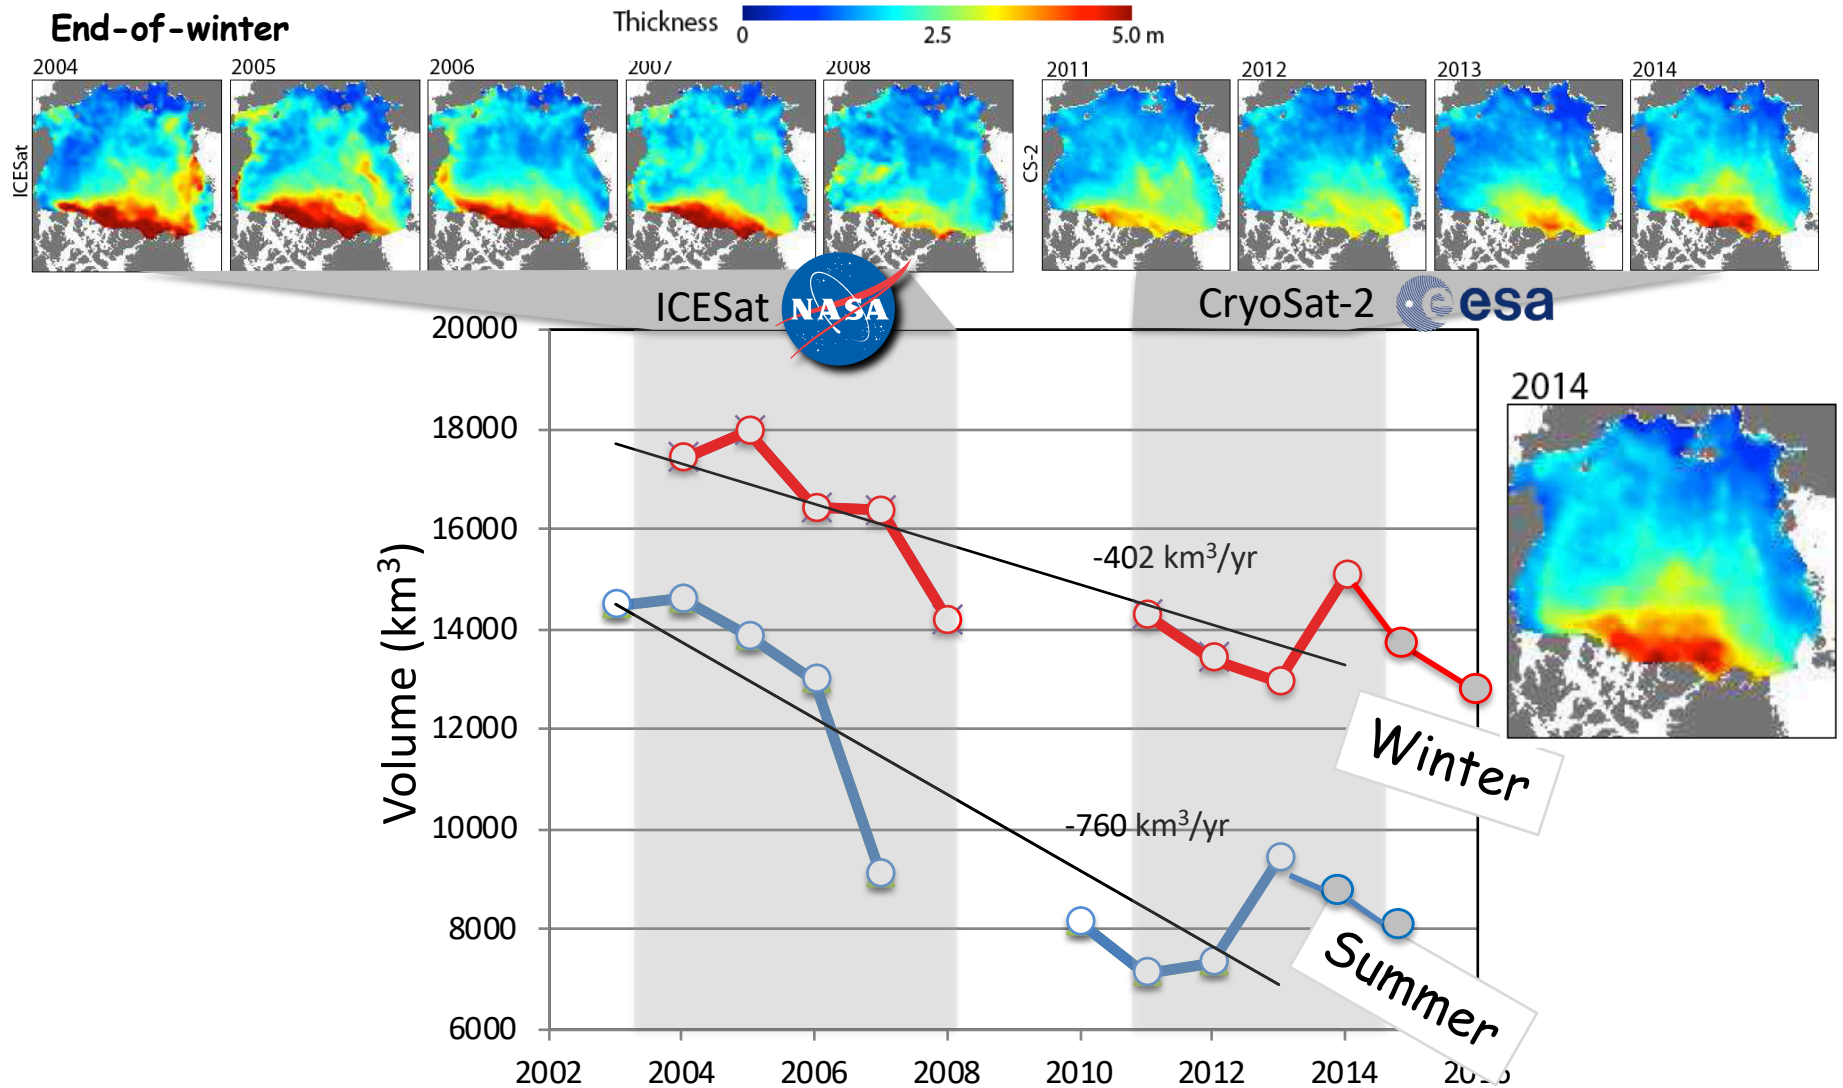 End-of-winter
Thickness
0 2.5 5.0 m
2004 2005 2006 2007 2008 2011 2012 2013 2014
ICESat
CS-2
ICESat NASA
CryoSat-2 esa
20000
18000
16000
14000
12000
10000
8000
6000
Volume (km³)
-402 km³/yr
-760 km³/yr
2014
Winter
Summer
2002 2004 2006 2008 2010 2012 2014